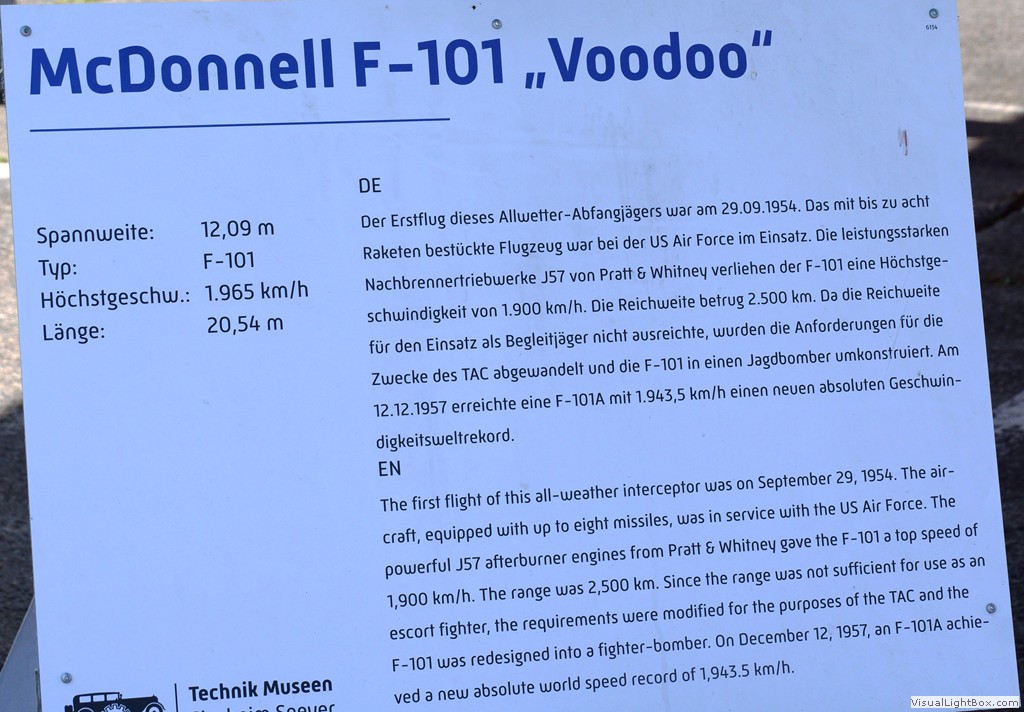 6154
McDonnell F-101 „Voodoo“
Spannweite: 12,09 m
Typ: F-101
Höchstgeschw.: 1.965 km/h
Länge: 20,54 m
DE
Der Erstflug dieses Allwetter-Abfangjägers war am 29.09.1954. Das mit bis zu acht
Raketen bestückte Flugzeug war bei der US Air Force im Einsatz. Die leistungsstarken
Nachbrennertriebwerke J57 von Pratt & Whitney verliehen der F-101 eine Höchstge-
schwindigkeit von 1.900 km/h. Die Reichweite betrug 2.500 km. Da die Reichweite
für den Einsatz als Begleitjäger nicht ausreichte, wurden die Anforderungen für die
Zwecke des TAC abgewandelt und die F-101 in einen Jagdbomber umkonstruiert. Am
12.12.1957 erreichte eine F-101A mit 1.943,5 km/h einen neuen absoluten Geschwin-
digkeitsweltrekord.
EN
The first flight of this all-weather interceptor was on September 29, 1954. The air-
craft, equipped with up to eight missiles, was in service with the US Air Force. The
powerful J57 afterburner engines from Pratt & Whitney gave the F-101 a top speed of
1,900 km/h. The range was 2,500 km. Since the range was not sufficient for use as an
escort fighter, the requirements were modified for the purposes of the TAC and the
F-101 was redesigned into a fighter-bomber. On December 12, 1957, an F-101A achie-
ved a new absolute world speed record of 1,943.5 km/h.
Technik Museen
Sinsheim Speyer
VisualLightBox.com